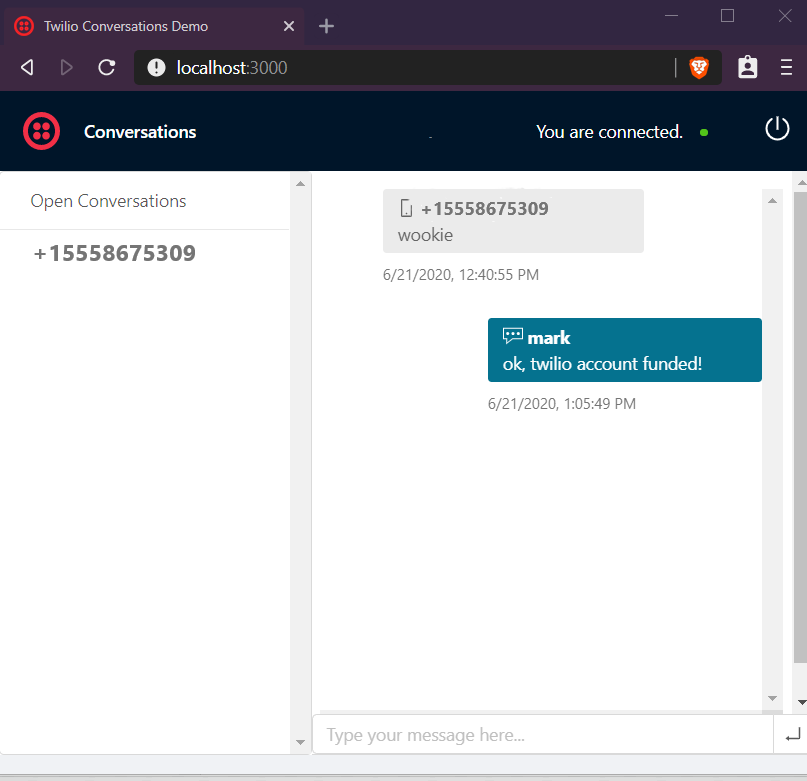 Twilio Conversations Demo
localhost:3000
Conversations
You are connected.
Open Conversations
+15558675309
+15558675309
wookie
6/21/2020, 12:40:55 PM
mark
ok, twilio account funded!
6/21/2020, 1:05:49 PM
Type your message here...